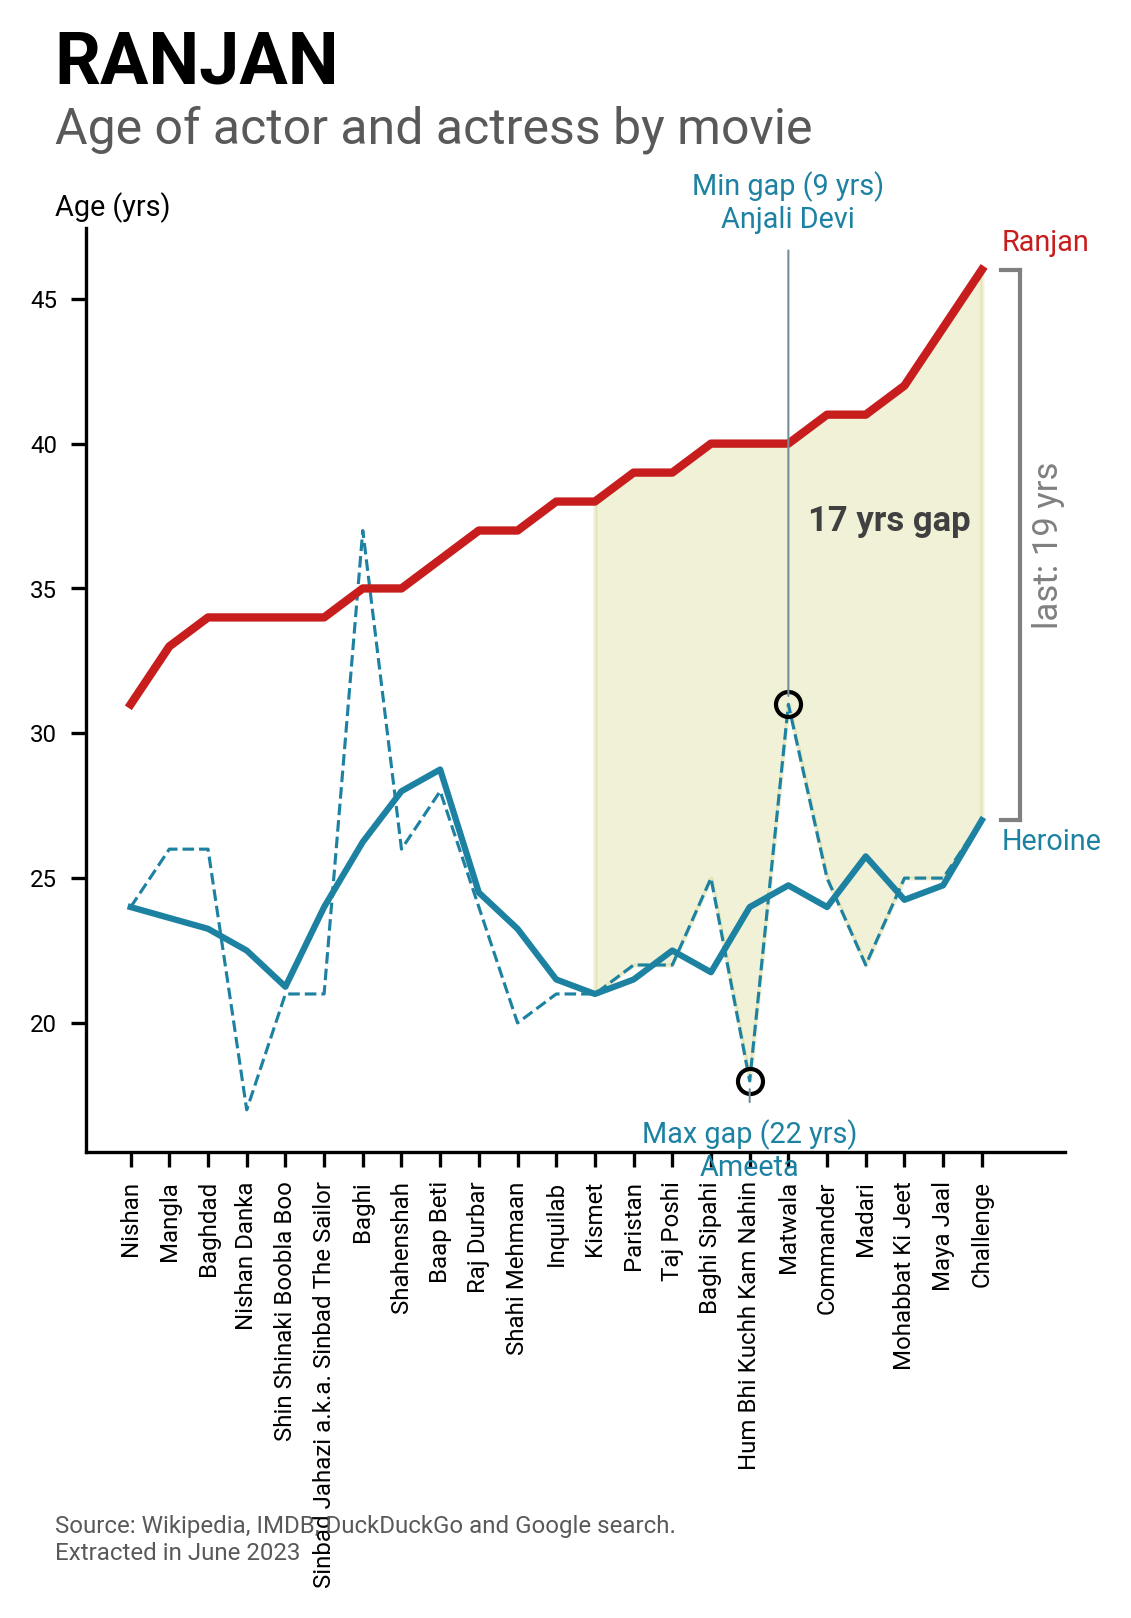 RANJAN
Age of actor and actress by movie
Min gap (9 yrs)
Anjali Devi
Age (yrs)
Ranjan
45
40
35
30
25
20
17 yrs gap
last: 19 yrs
Heroine
Max gap (22 yrs)
Ameeta
Nishan
Mangla
Baghdad
Nishan Danka
Shin Shinaki Boobla Boo
Sinbad Jahazi a.k.a. Sinbad The Sailor
Baghi
Shahenshah
Baap Beti
Raj Durbar
Shahi Mehmaan
Inquilab
Kismet
Paristan
Taj Poshi
Baghi Sipahi
Hum Bhi Kuchh Kam Nahin
Matwala
Commander
Madari
Mohabbat Ki Jeet
Maya Jaal
Challenge
Source: Wikipedia, IMDB, DuckDuckGo and Google search.
Extracted in June 2023